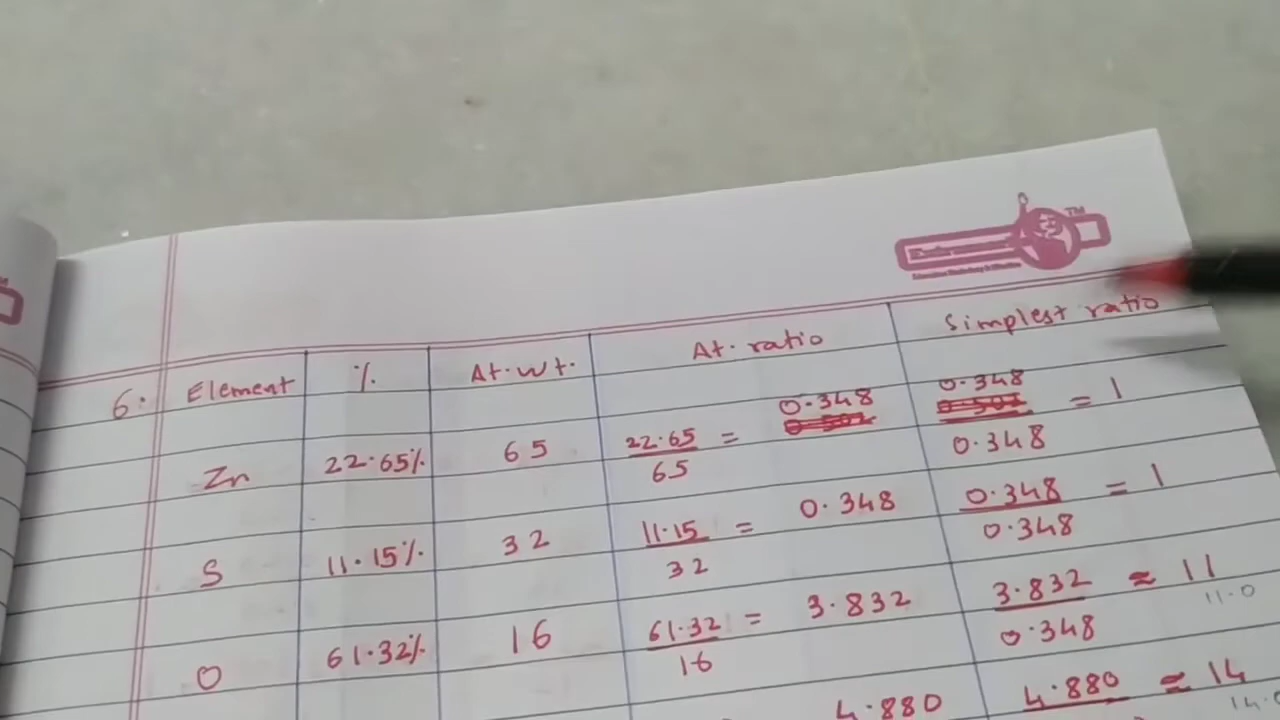 TM
6. Element % At.wt. At. ratio Simplest ratio
Zn 22.65% 65 22.65/65 = 0.348 0.348/0.348 = 1
S 11.15% 32 11.15/32 = 0.348 0.348/0.348 = 1
O 61.32% 16 61.32/16 = 3.832 3.832/0.348 ≈ 11
11.0
4.880 4.880 ≈ 14